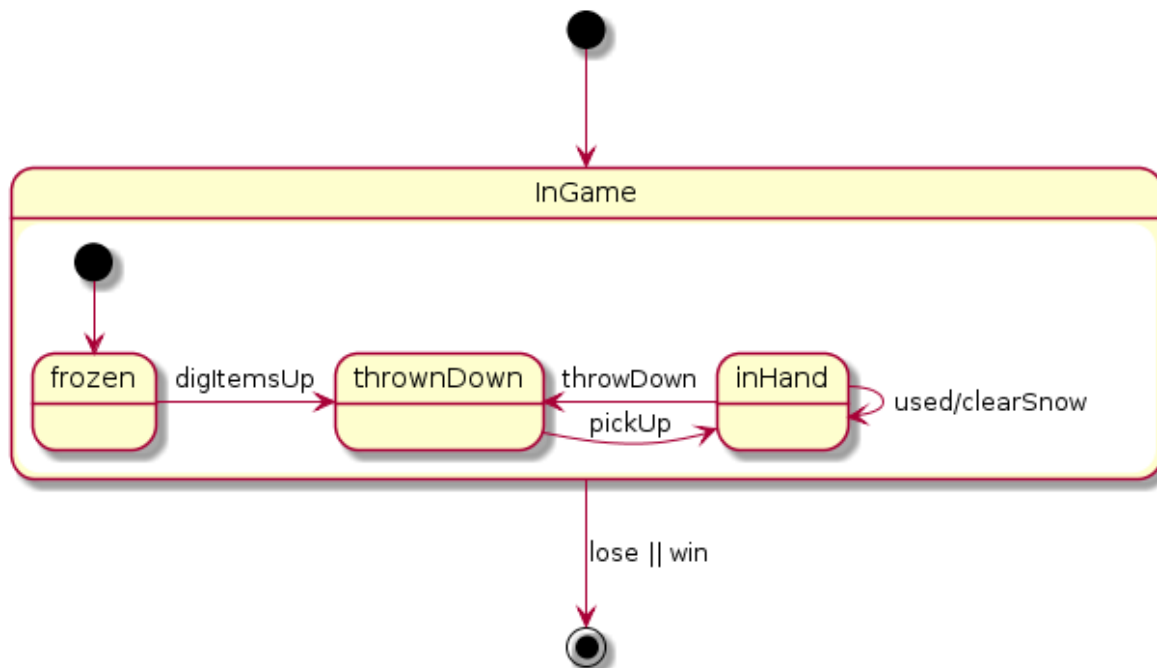 InGame
frozen
digItemsUp
thrownDown
throwDown
pickUp
inHand
used/clearSnow
lose || win